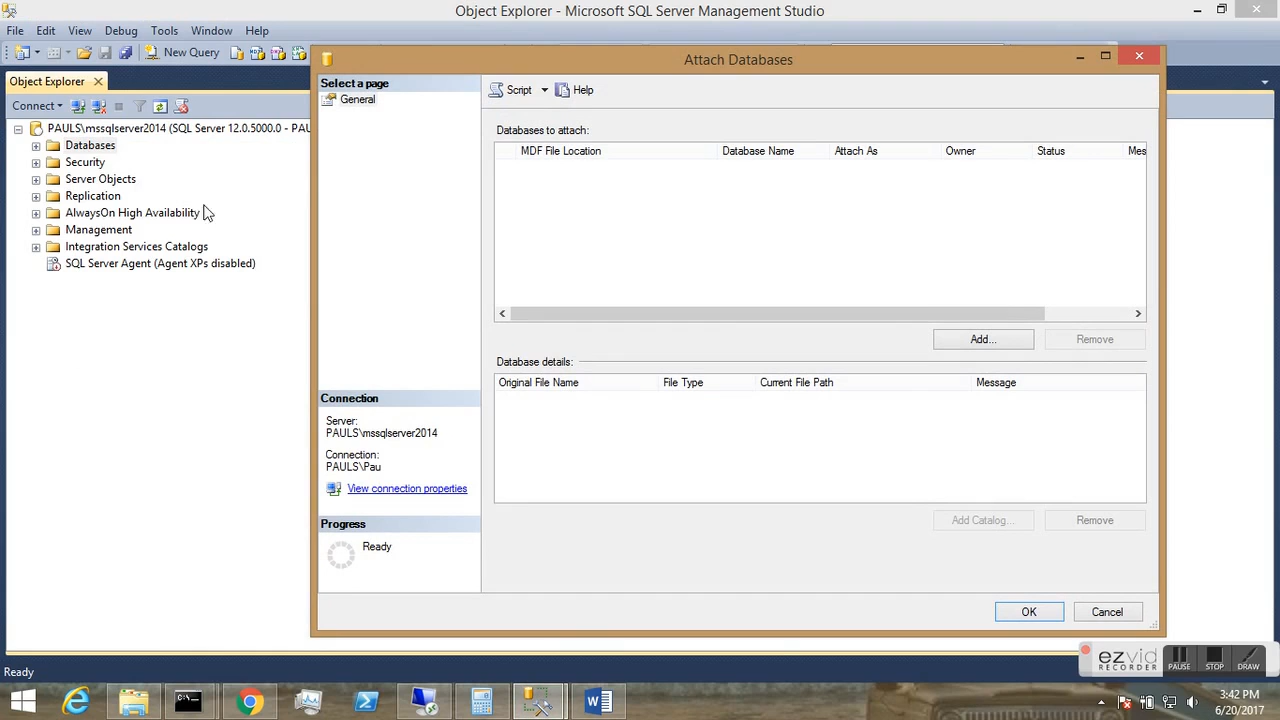 Object Explorer - Microsoft SQL Server Management Studio
File Edit View Debug Tools Window Help
New Query
Object Explorer
Connect
PAULS\mssqlserver2014 (SQL Server 12.0.5000.0 - PAU
Databases
Security
Server Objects
Replication
AlwaysOn High Availability
Management
Integration Services Catalogs
SQL Server Agent (Agent XPs disabled)
Attach Databases
Select a page
General
Script Help
Databases to attach:
MDF File Location Database Name Attach As Owner Status Mes
Add... Remove
Database details:
Original File Name File Type Current File Path Message
Add Catalog... Remove
Connection
Server:
PAULS\mssqlserver2014
Connection:
PAULS\Pau
View connection properties
Progress
Ready
OK Cancel
Ready
ezvid
RECORDER
PAUSE STOP DRAW
3:42 PM
6/20/2017